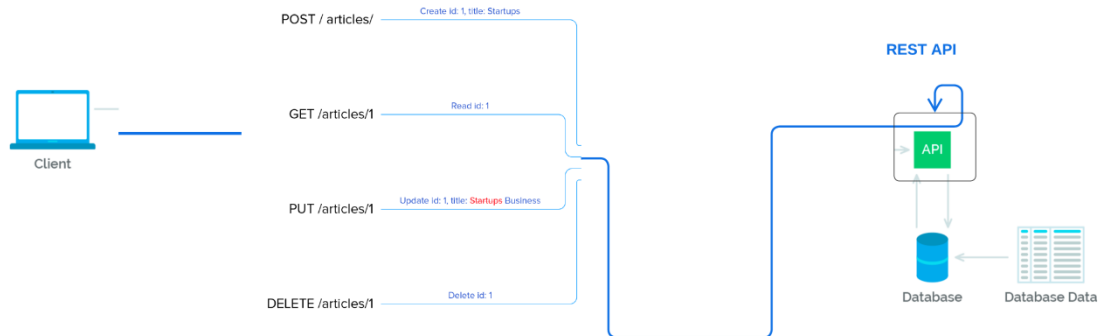 POST / articles/
Create id: 1, title: Startups
REST API
GET /articles/1
Read id: 1
API
Client
PUT /articles/1
Update id: 1, title: Startups Business
Database
Database Data
DELETE /articles/1
Delete id: 1